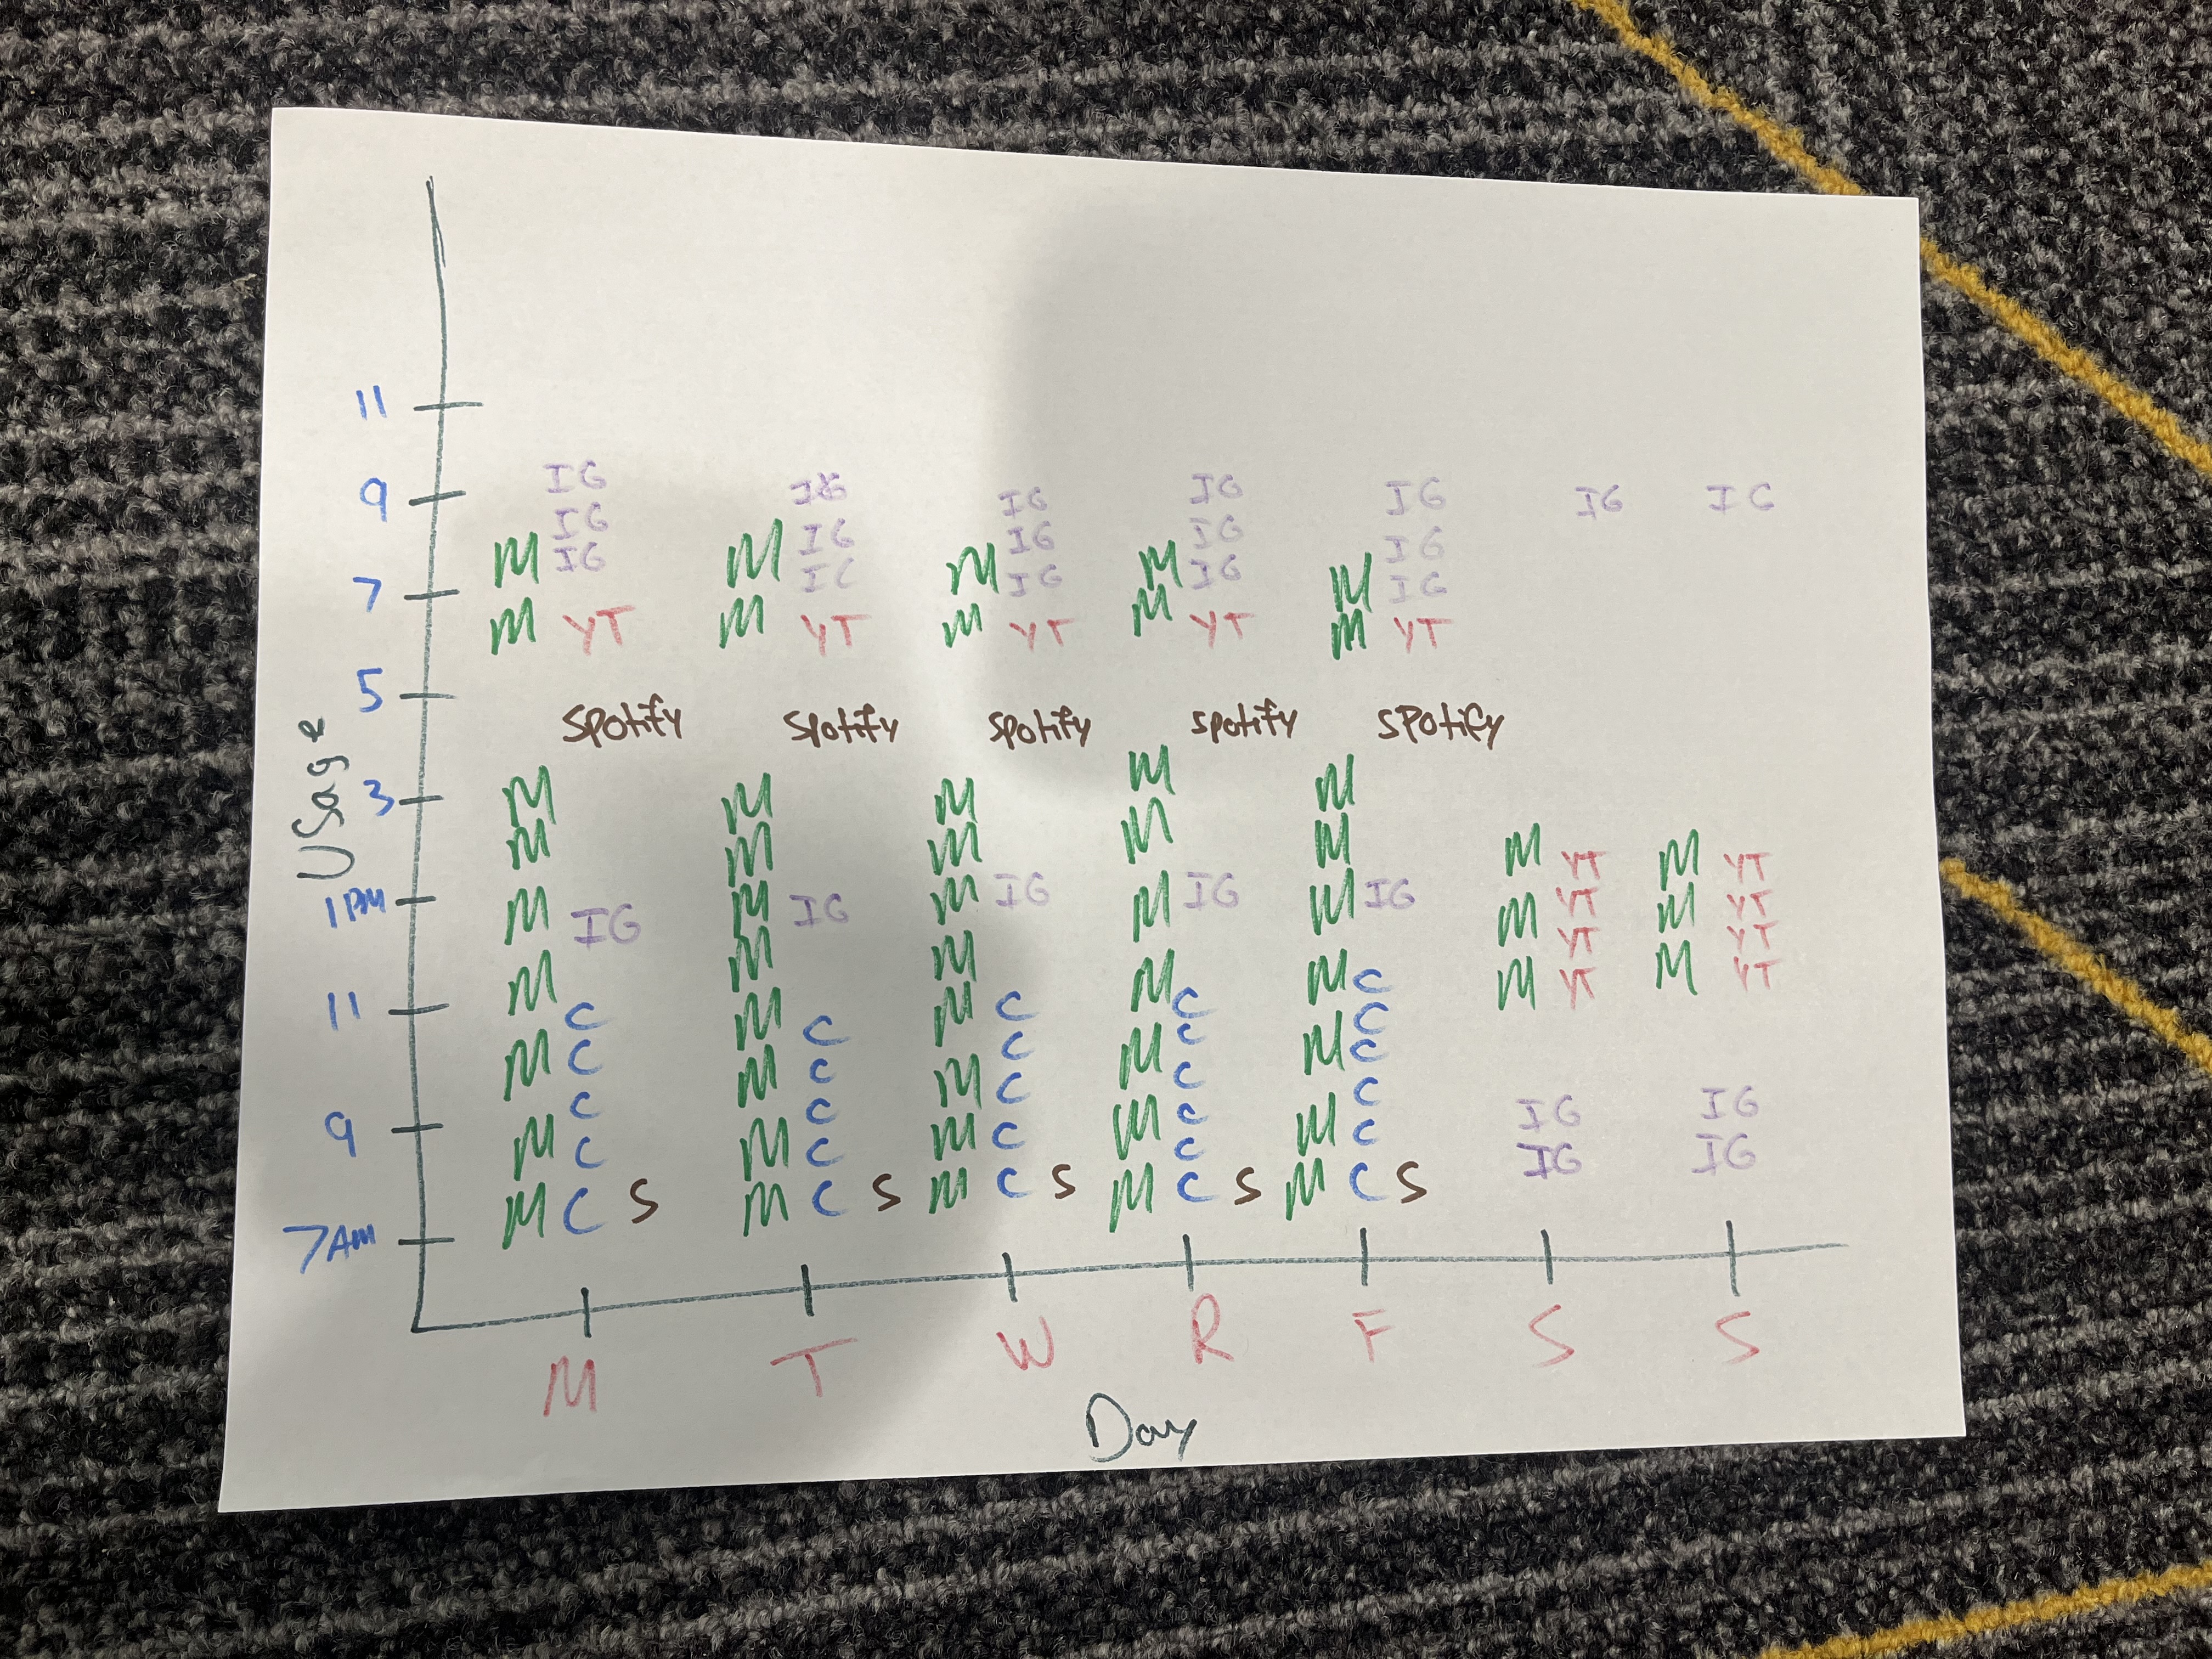 11
IG IG IG IG IG
9 IG IG
IG IG IG IG IG
M IG M IC M IG M IG M IG
7
M YT M YT M YT M YT M YT
5
Spotify Spotify Spotify Spotify Spotify
Usage
3 M M M M M
M M M M M M YT M YT
1PM M IG M IG M IG M IG M IG M YT M YT
YT YT
M M M M M C M YT M YT
11 C M C M C C C
M C M C C M C M C
C M C M C C C IG IG
9 M C M C M C M C M C IG IG
M C S M C S M C S M C S M C S
C
7AM
M T W R F S S
Day